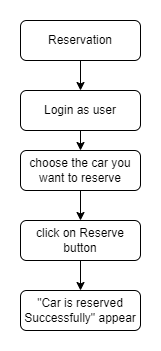 Reservation
Login as user
choose the car you
want to reserve
click on Reserve
button
"Car is reserved
Successfully" appear